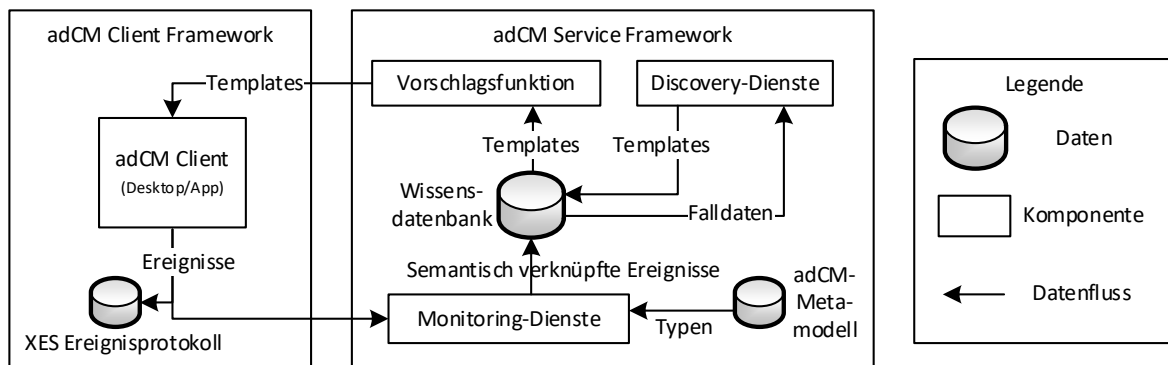 adCM Client Framework
Templates
adCM Client
(Desktop/App)
Ereignisse
XES Ereignisprotokoll
adCM Service Framework
Vorschlagsfunktion
Discovery-Dienste
Templates
Templates
Wissens-
datenbank
Falldaten
Semantisch verknüpfte Ereignisse
Monitoring-Dienste
Typen
adCM-
Meta-
modell
Legende
Daten
Komponente
Datenfluss